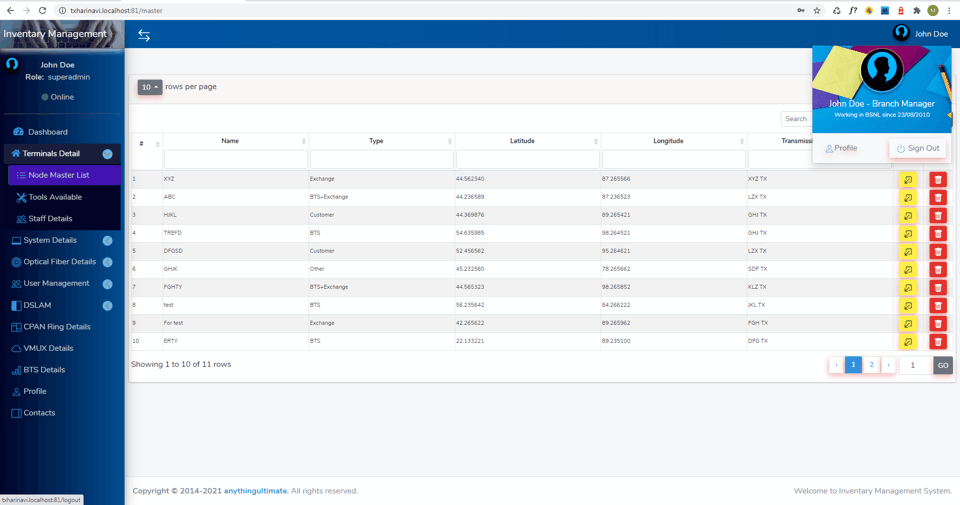 txharinavi.localhost:81/master
Inventary Management
John Doe
John Doe
Role: superadmin
Online
Dashboard
Terminals Detail
Node Master List
Tools Available
Staff Details
System Details
Optical Fiber Details
User Management
DSLAM
CPAN Ring Details
VMUX Details
BTS Details
Profile
Contacts
John Doe - Branch Manager
Working in BSNL since 23/08/2010
Profile
Sign Out
10 rows per page
Search
# Name Type Latitude Longitude Transmissi
1 XYZ Exchange 44.562340 87.265566 XYZ TX
2 ABC BTS+Exchange 44.236589 87.236523 LZX TX
3 HJKL Customer 44.369876 89.265421 GHJ TX
4 TREFD BTS 54.635985 98.264521 GHJ TX
5 DFGSD Customer 52.456562 95.264621 LZX TX
6 GHJK Other 45.232560 78.265662 SDF TX
7 FGHTY BTS+Exchange 44.565323 98.265852 KLZ TX
8 test BTS 56.235642 84.266222 JKL TX
9 For test Exchange 42.265622 89.265962 FGH TX
10 ERTY BTS 22.133221 89.235100 DFG TX
Showing 1 to 10 of 11 rows
‹ 1 2 › 1 GO
Copyright © 2014-2021 anythingultimate. All rights reserved.
Welcome to Inventary Management System.
txharinavi.localhost:81/logout